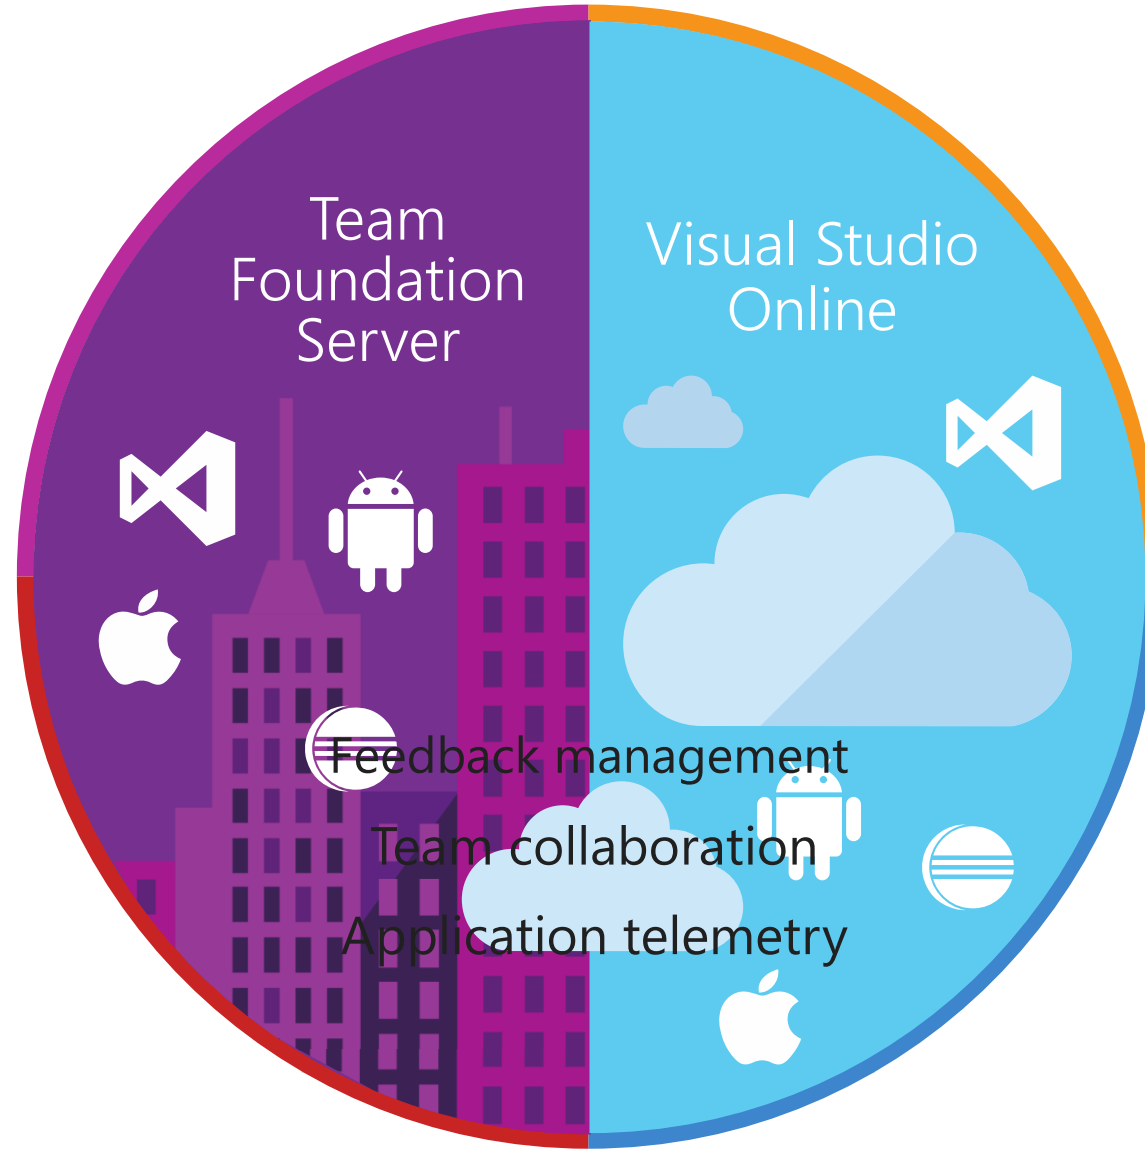 Team
Foundation
Server
Visual Studio
Online
Feedback management
Team collaboration
Application telemetry